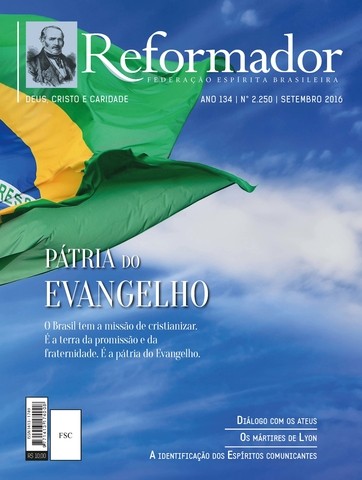 Reformador
FEDERAÇÃO ESPÍRITA BRASILEIRA
DEUS, CRISTO E CARIDADE
ANO 134 | Nº 2.250 | SETEMBRO 2016
PÁTRIA DO
EVANGELHO
O Brasil tem a missão de cristianizar.
É a terra da promissão e da
fraternidade. É a pátria do Evangelho.
FSC
R$ 10,00
DIÁLOGO COM OS ATEUS
OS MÁRTIRES DE LYON
A IDENTIFICAÇÃO DOS ESPÍRITOS COMUNICANTES